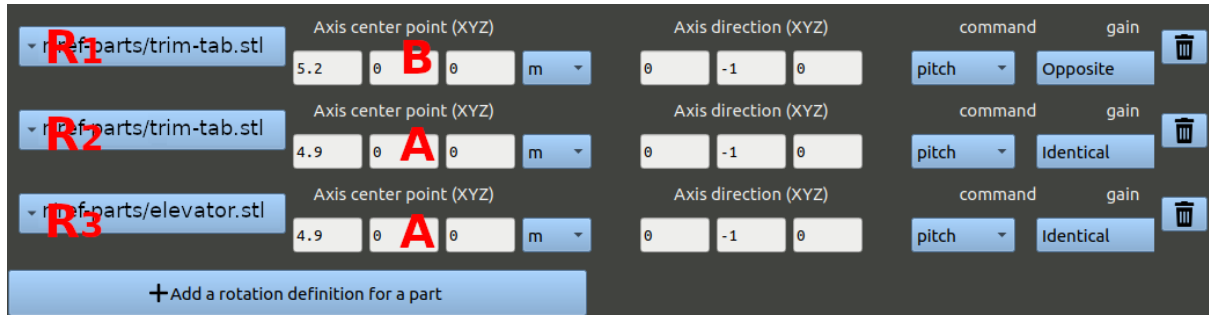 Axis center point (XYZ) Axis direction (XYZ) command gain
R1 ref-parts/trim-tab.stl
5.2 0 B 0 m 0 -1 0 pitch Opposite
Axis center point (XYZ) Axis direction (XYZ) command gain
R2 ref-parts/trim-tab.stl
4.9 0 A 0 m 0 -1 0 pitch Identical
Axis center point (XYZ) Axis direction (XYZ) command gain
R3 ref-parts/elevator.stl
4.9 0 A 0 m 0 -1 0 pitch Identical
+Add a rotation definition for a part